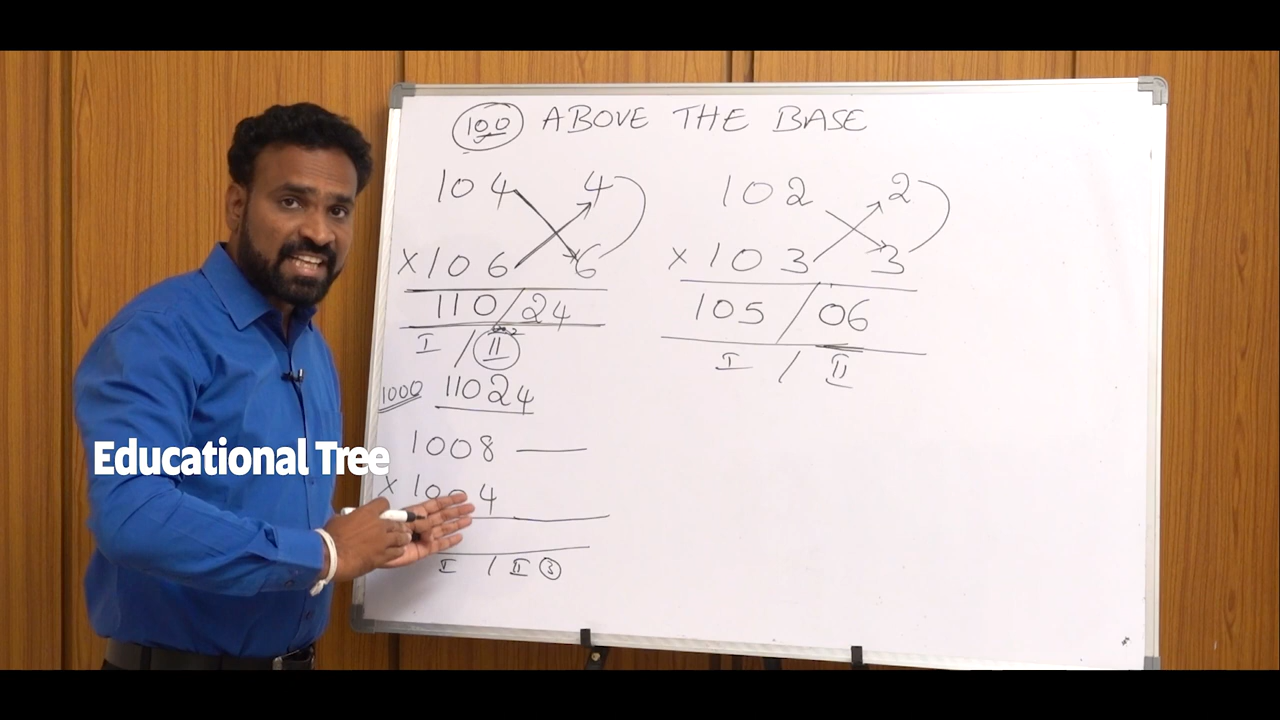 100 ABOVE THE BASE
104 4
×106 6
110/24
I / II
1000 11024
1008
×1004
I / II 3
102 2
×103 3
105/06
I / II
Educational Tree